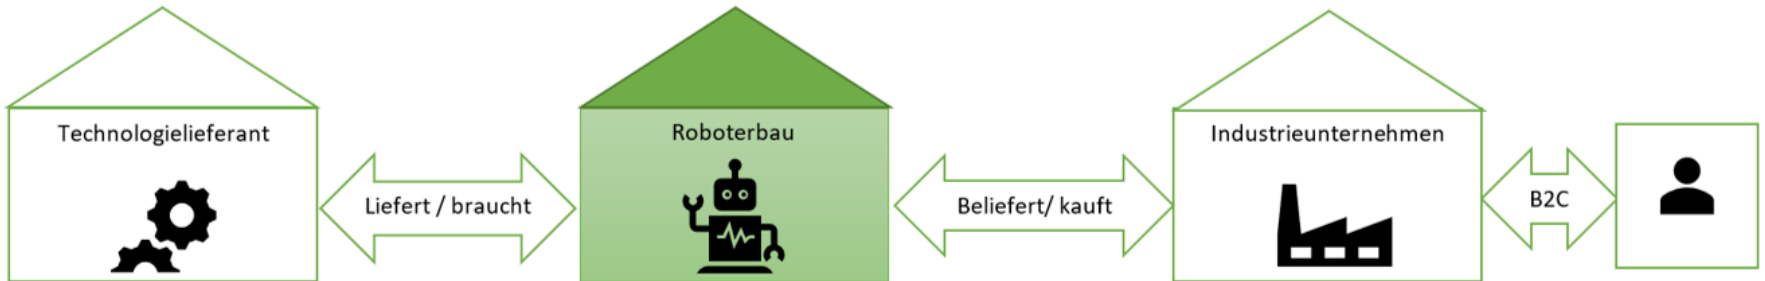 Technologielieferant
Liefert / braucht
Roboterbau
Beliefert/ kauft
Industrieunternehmen
B2C